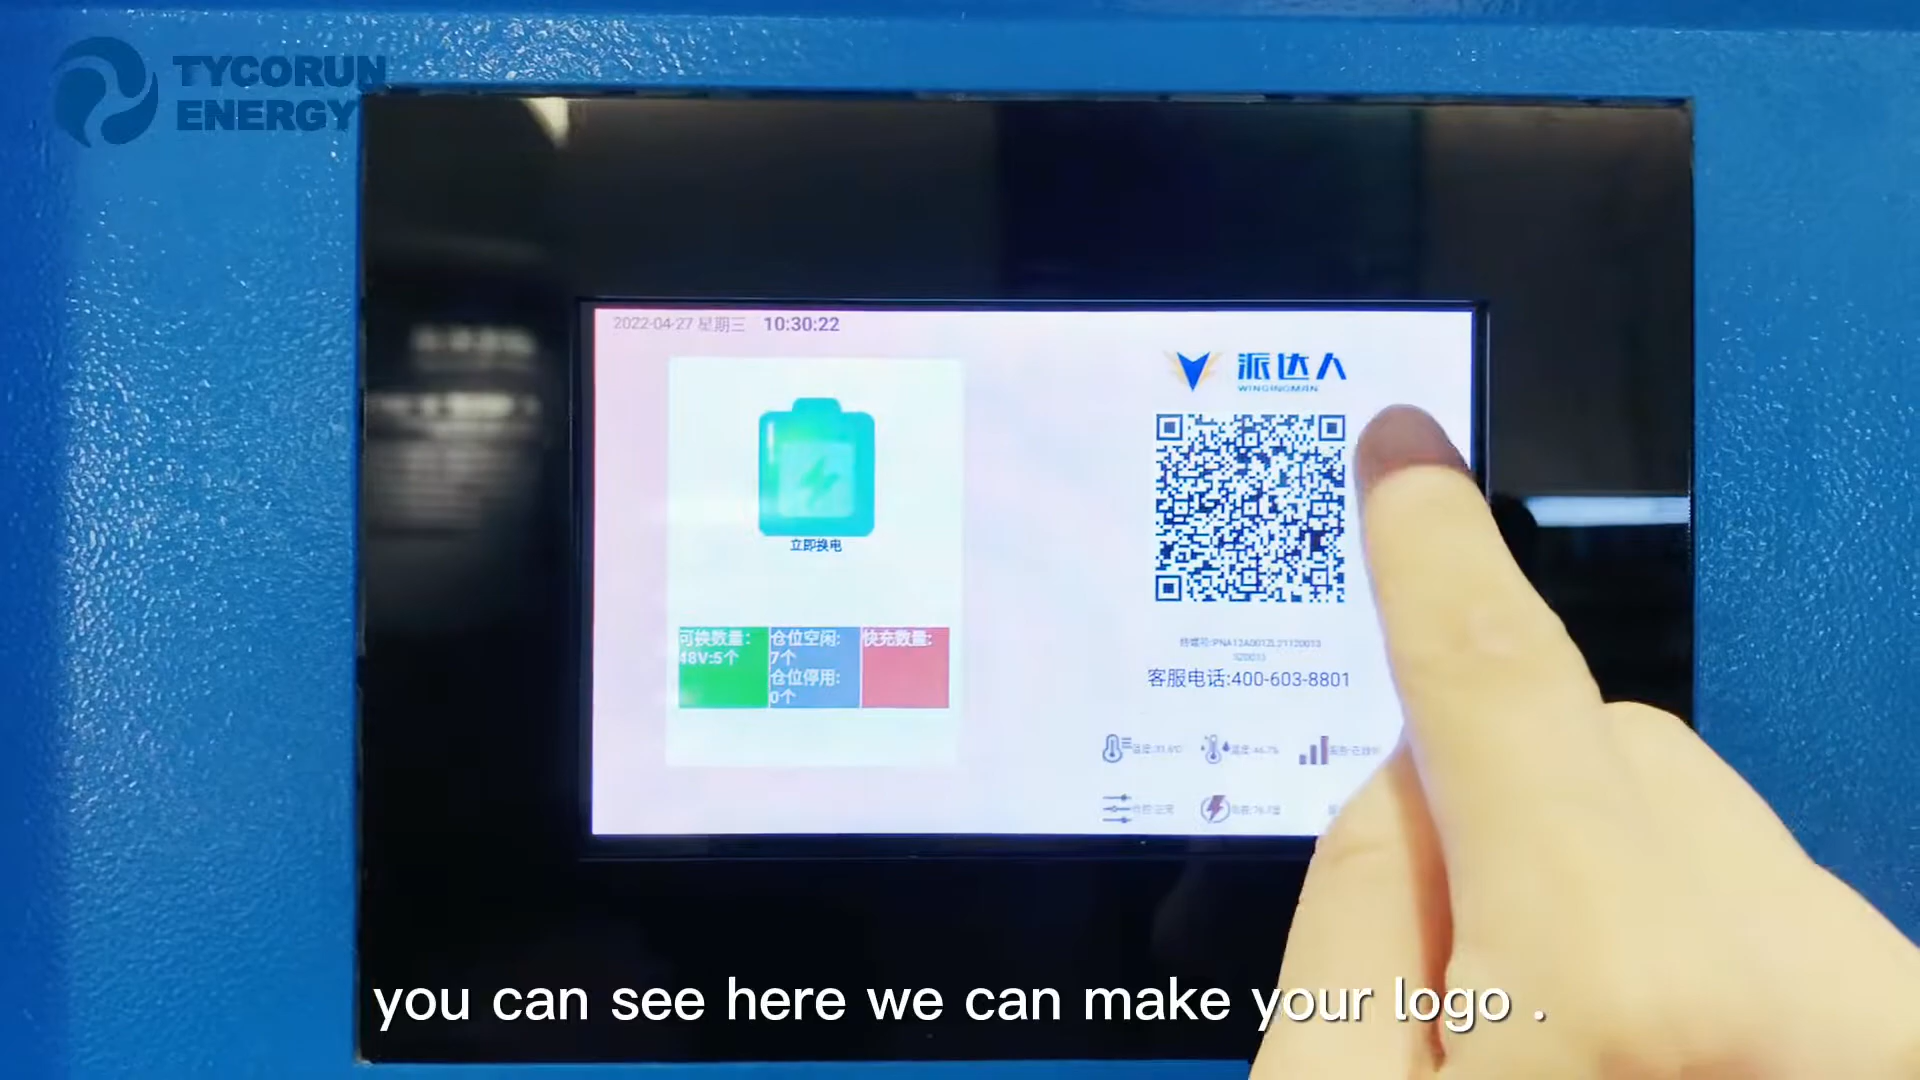 TYCORUN
ENERGY
2022-04-27 星期三 10:30:22
派达人
WINGINGMAN
立即换电
可换数量:
48V:5个
仓位空闲:
7个
仓位停用:
0个
快充数量:
客服电话:400-603-8801
you can see here we can make your logo .